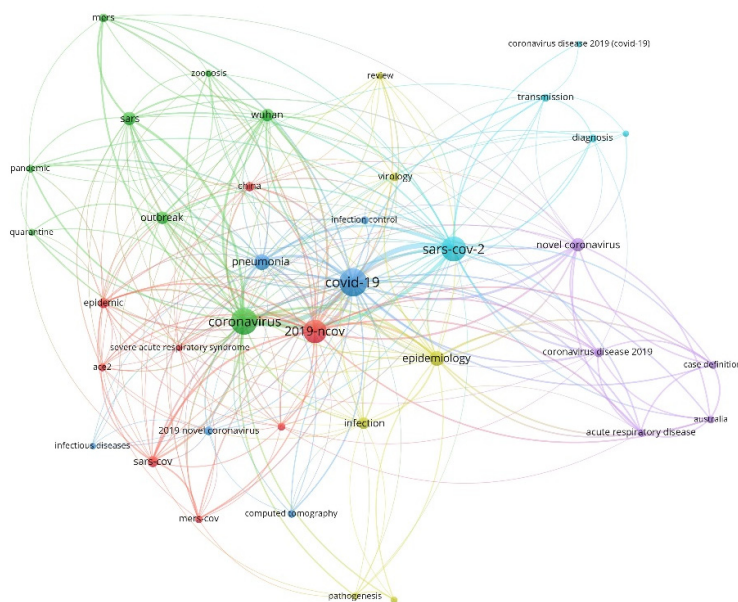 mers
coronavirus disease 2019 (covid-19)
zoonosis
review
transmission
sars
wuhan
diagnosis
pandemic
virology
china
outbreak
infection control
quarantine
novel coronavirus
sars-cov-2
pneumonia
covid-19
epidemic
coronavirus
2019-ncov
severe acute respiratory syndrome
coronavirus disease 2019
epidemiology
ace2
case definition
australia
infection
2019 novel coronavirus
acute respiratory disease
infectious diseases
sars-cov
mers-cov
computed tomography
pathogenesis